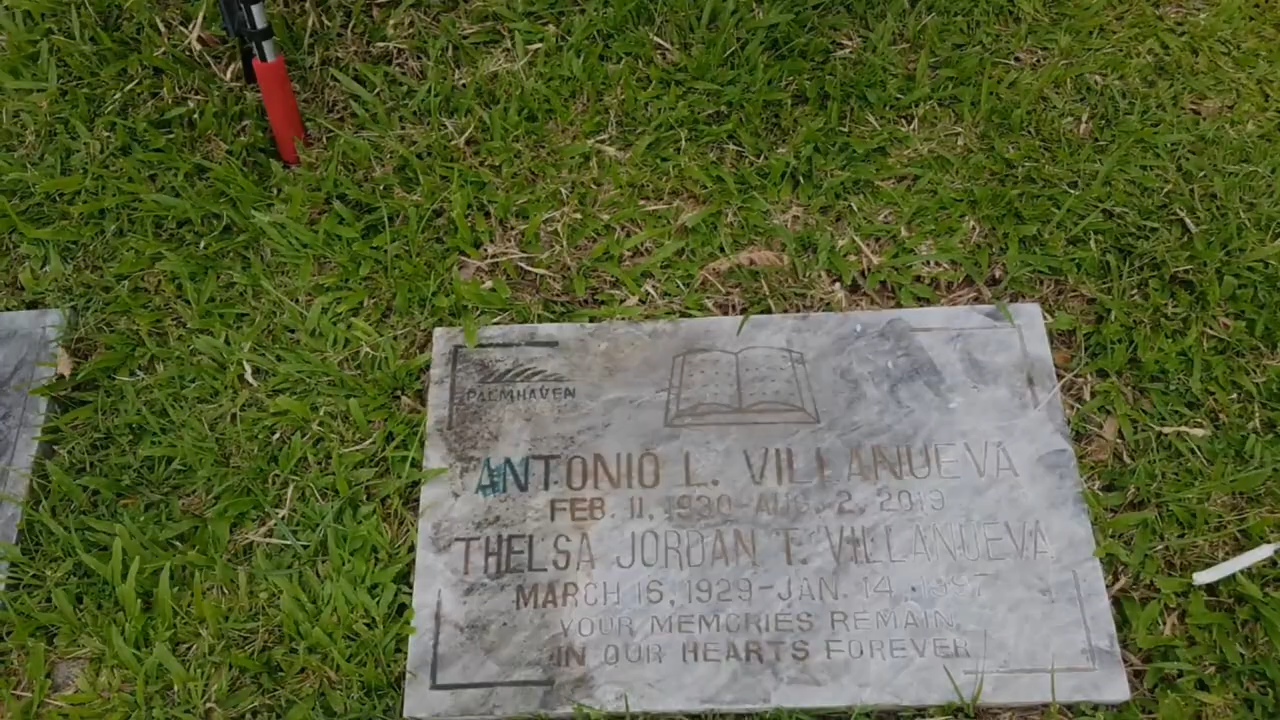 PALMHAVEN
ANTONIO L. VILLANUEVA
FEB. 11, 1930-AUG. 2, 2019
THELSA JORDAN T. VILLANUEVA
MARCH 16, 1929-JAN. 14, 1997
YOUR MEMORIES REMAIN
IN OUR HEARTS FOREVER